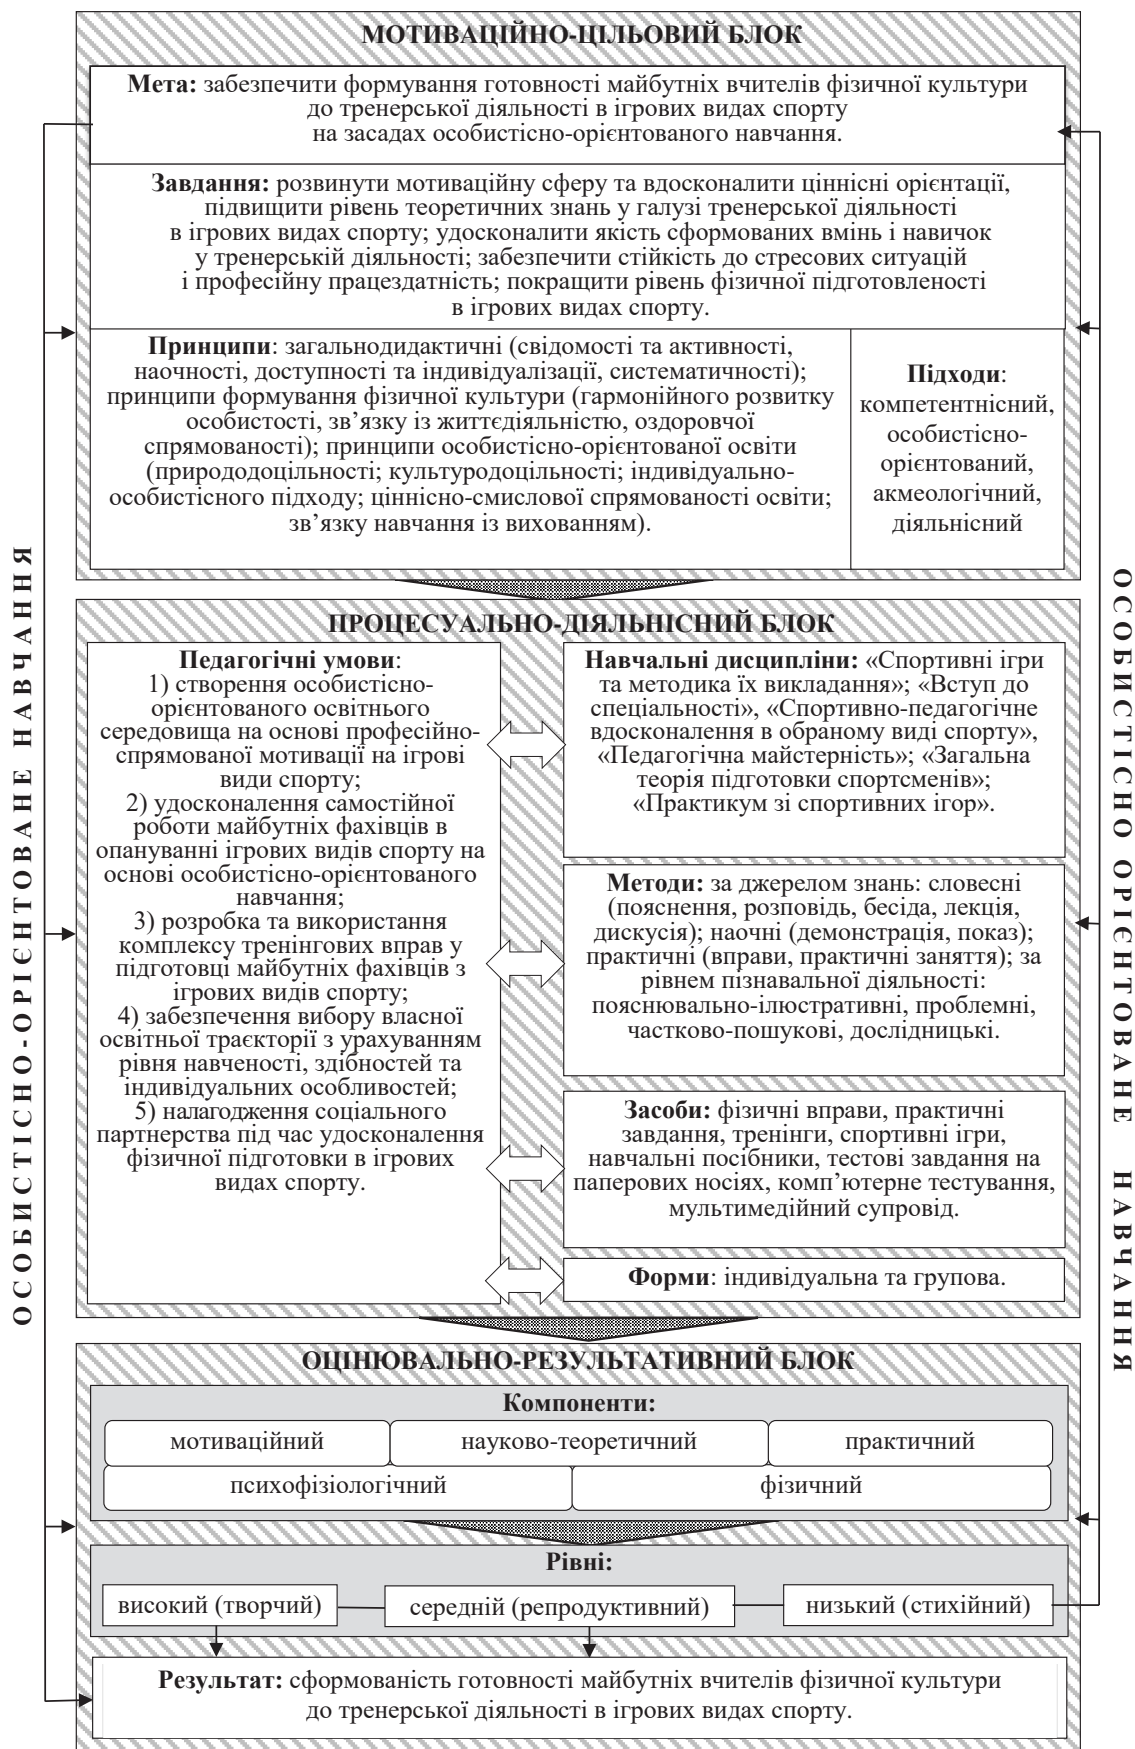 МОТИВАЦІЙНО-ЦІЛЬОВИЙ БЛОК
Мета: забезпечити формування готовності майбутніх вчителів фізичної культури
до тренерської діяльності в ігрових видах спорту
на засадах особистісно-орієнтованого навчання.
Завдання: розвинути мотиваційну сферу та вдосконалити ціннісні орієнтації,
підвищити рівень теоретичних знань у галузі тренерської діяльності
в ігрових видах спорту; удосконалити якість сформованих вмінь і навичок
у тренерській діяльності; забезпечити стійкість до стресових ситуацій
і професійну працездатність; покращити рівень фізичної підготовленості
в ігрових видах спорту.
Принципи: загальнодидактичні (свідомості та активності,
наочності, доступності та індивідуалізації, систематичності);
принципи формування фізичної культури (гармонійного розвитку
особистості, зв’язку із життєдіяльністю, оздоровчої
спрямованості); принципи особистісно-орієнтованої освіти
(природодоцільності; культуродоцільності; індивідуально-
особистісного підходу; ціннісно-смислової спрямованості освіти;
зв’язку навчання із вихованням).
Підходи:
компетентнісний,
особистісно-
орієнтований,
акмеологічний,
діяльнісний
ПРОЦЕСУАЛЬНО-ДІЯЛЬНІСНИЙ БЛОК
Педагогічні умови:
1) створення особистісно-
орієнтованого освітнього
середовища на основі професійно-
спрямованої мотивації на ігрові
види спорту;
2) удосконалення самостійної
роботи майбутніх фахівців в
опануванні ігрових видів спорту на
основі особистісно-орієнтованого
навчання;
3) розробка та використання
комплексу тренінгових вправ у
підготовці майбутніх фахівців з
ігрових видів спорту;
4) забезпечення вибору власної
освітньої траєкторії з урахуванням
рівня навченості, здібностей та
індивідуальних особливостей;
5) налагодження соціального
партнерства під час удосконалення
фізичної підготовки в ігрових
видах спорту.
Навчальні дисципліни: «Спортивні ігри
та методика їх викладання»; «Вступ до
спеціальності», «Спортивно-педагогічне
вдосконалення в обраному виді спорту»,
«Педагогічна майстерність»; «Загальна
теорія підготовки спортсменів»;
«Практикум зі спортивних ігор».
Методи: за джерелом знань: словесні
(пояснення, розповідь, бесіда, лекція,
дискусія); наочні (демонстрація, показ);
практичні (вправи, практичні заняття); за
рівнем пізнавальної діяльності:
пояснювально-ілюстративні, проблемні,
частково-пошукові, дослідницькі.
Засоби: фізичні вправи, практичні
завдання, тренінги, спортивні ігри,
навчальні посібники, тестові завдання на
паперових носіях, комп’ютерне тестування,
мультимедійний супровід.
Форми: індивідуальна та групова.
ОЦІНЮВАЛЬНО-РЕЗУЛЬТАТИВНИЙ БЛОК
Компоненти:
мотиваційний науково-теоретичний практичний
психофізіологічний фізичний
Рівні:
високий (творчий) середній (репродуктивний) низький (стихійний)
Результат: сформованість готовності майбутніх вчителів фізичної культури
до тренерської діяльності в ігрових видах спорту.
ОСОБИСТІСНО-ОРІЄНТОВАНЕ НАВЧАННЯ
ОСОБИСТІСНО ОРІЄНТОВАНЕ НАВЧАННЯ